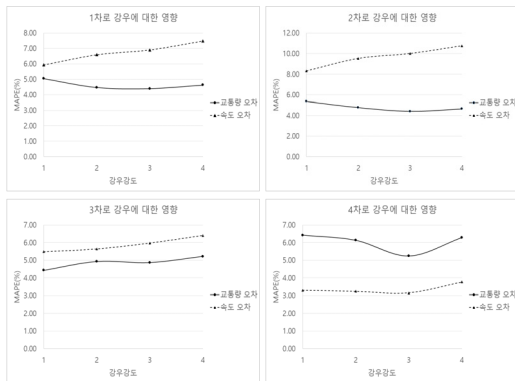 1차로 강우에 대한 영향
8.00
7.00
6.00
5.00
4.00
3.00
2.00
1.00
0.00
MAPE(%)
1 2 3 4
강우강도
교통량 오차
속도 오차
2차로 강우에 대한 영향
12.00
10.00
8.00
6.00
4.00
2.00
0.00
MAPE(%)
1 2 3 4
강우강도
교통량 오차
속도 오차
3차로 강우에 대한 영향
7.00
6.00
5.00
4.00
3.00
2.00
1.00
0.00
MAPE(%)
1 2 3 4
강우강도
교통량 오차
속도 오차
4차로 강우에 대한 영향
7.00
6.00
5.00
4.00
3.00
2.00
1.00
0.00
MAPE(%)
1 2 3 4
강우강도
교통량 오차
속도 오차